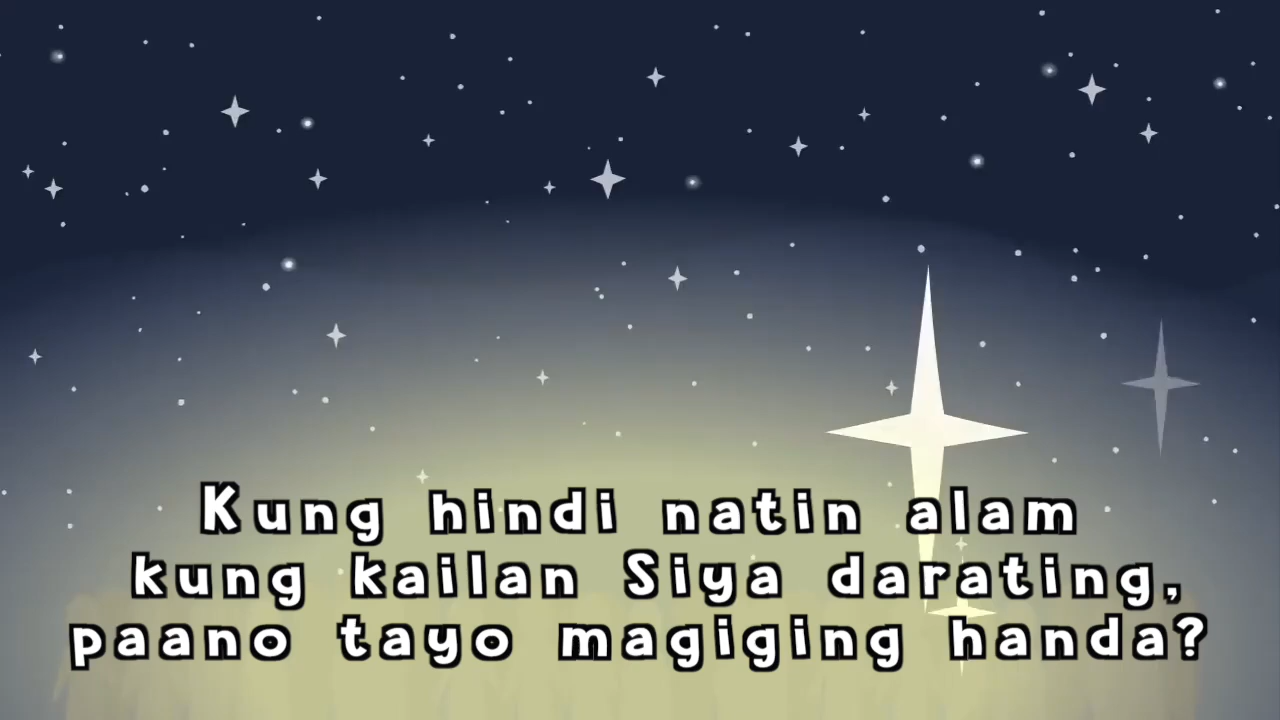 Kung hindi natin alam
kung kailan Siya darating,
paano tayo magiging handa?